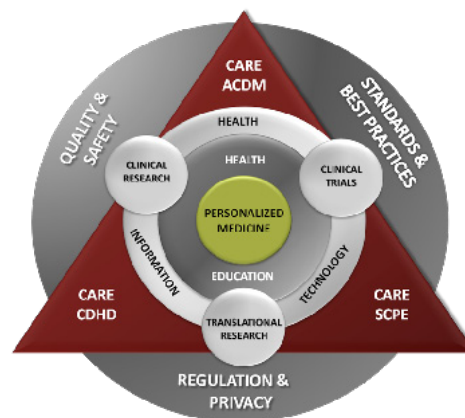 CARE
ACDM
QUALITY &
SAFETY
STANDARDS &
BEST PRACTICES
HEALTH
CLINICAL
RESEARCH
HEALTH
CLINICAL
TRIALS
PERSONALIZED
MEDICINE
INFORMATION
EDUCATION
TECHNOLOGY
CARE
CDHD
CARE
SCPE
TRANSLATIONAL
RESEARCH
REGULATION &
PRIVACY